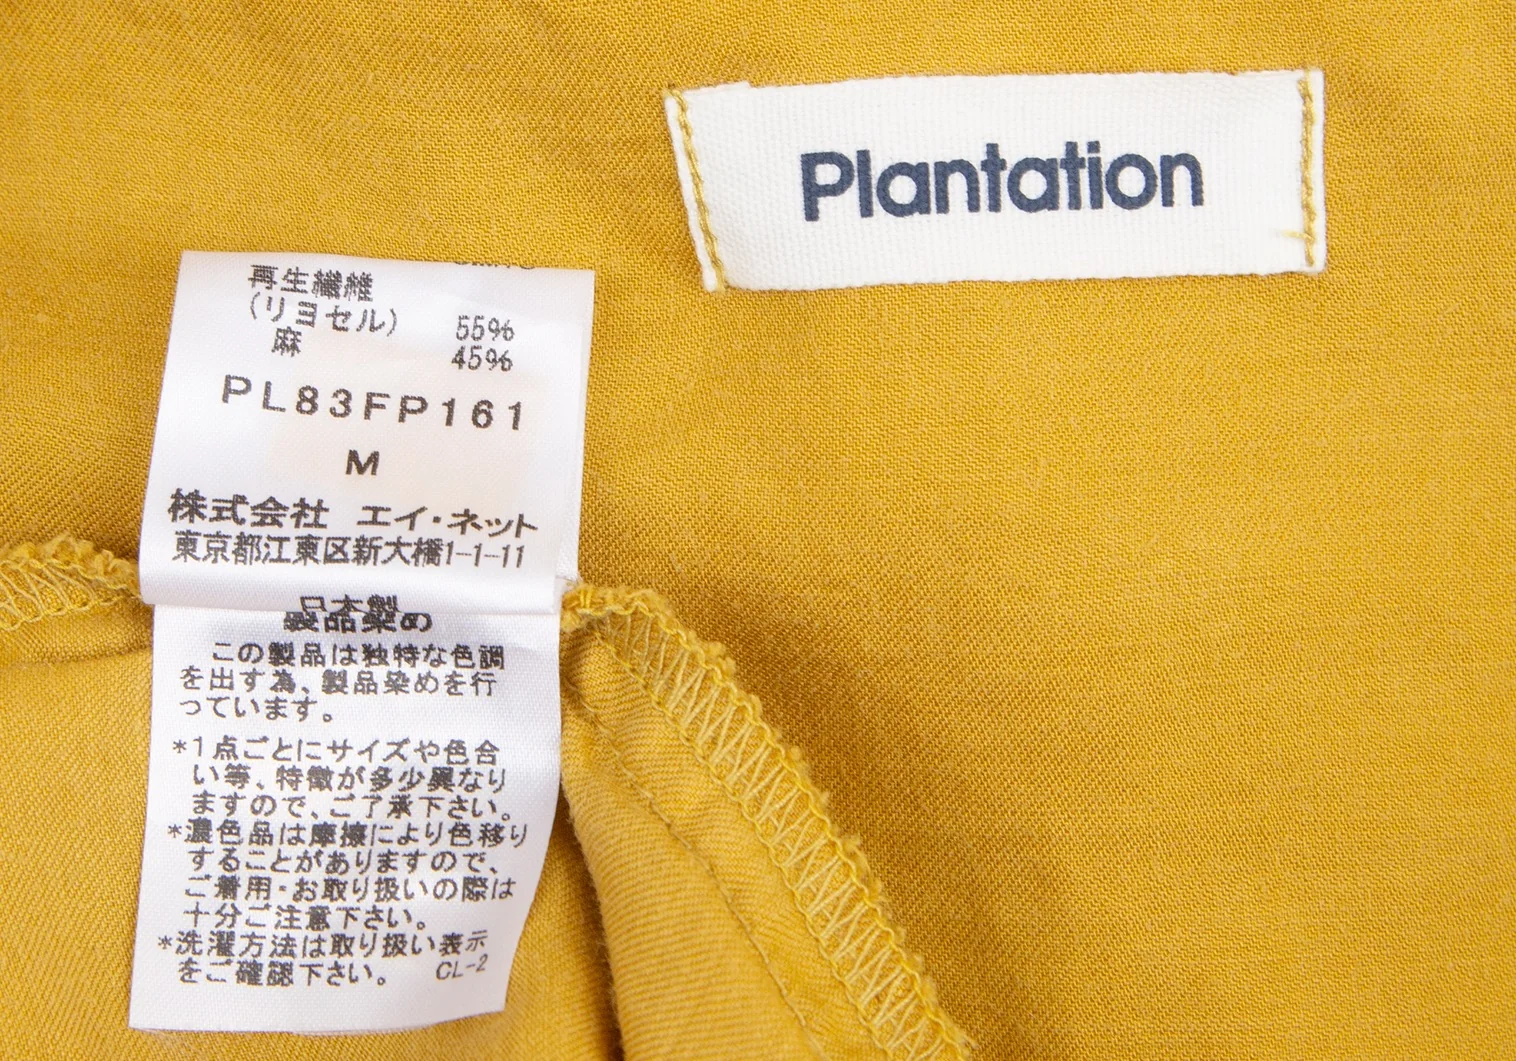 Plantation
再生繊維
(リヨセル) 55%
麻 45%
PL83FP161
M
株式会社 エイ・ネット
東京都江東区新大橋1-1-11
日本製
製品染め
この製品は独特な色調
を出す為、製品染めを行
っています。
*1点ごとにサイズや色合
い等、特徴が多少異なり
ますので、ご了承下さい。
*濃色品は摩擦により色移り
することがありますので、
ご着用・お取り扱いの際は
十分ご注意下さい。
*洗濯方法は取り扱い表示
をご確認下さい。 CL-2